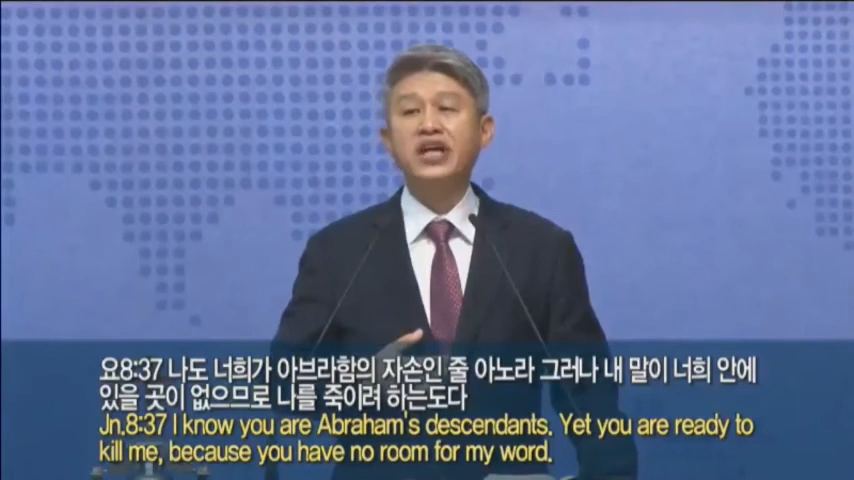 요8:37 나도 너희가 아브라함의 자손인 줄 아노라 그러나 내 말이 너희 안에
있을 곳이 없으므로 나를 죽이려 하는도다
Jn.8:37 I know you are Abraham's descendants. Yet you are ready to
kill me, because you have no room for my word.